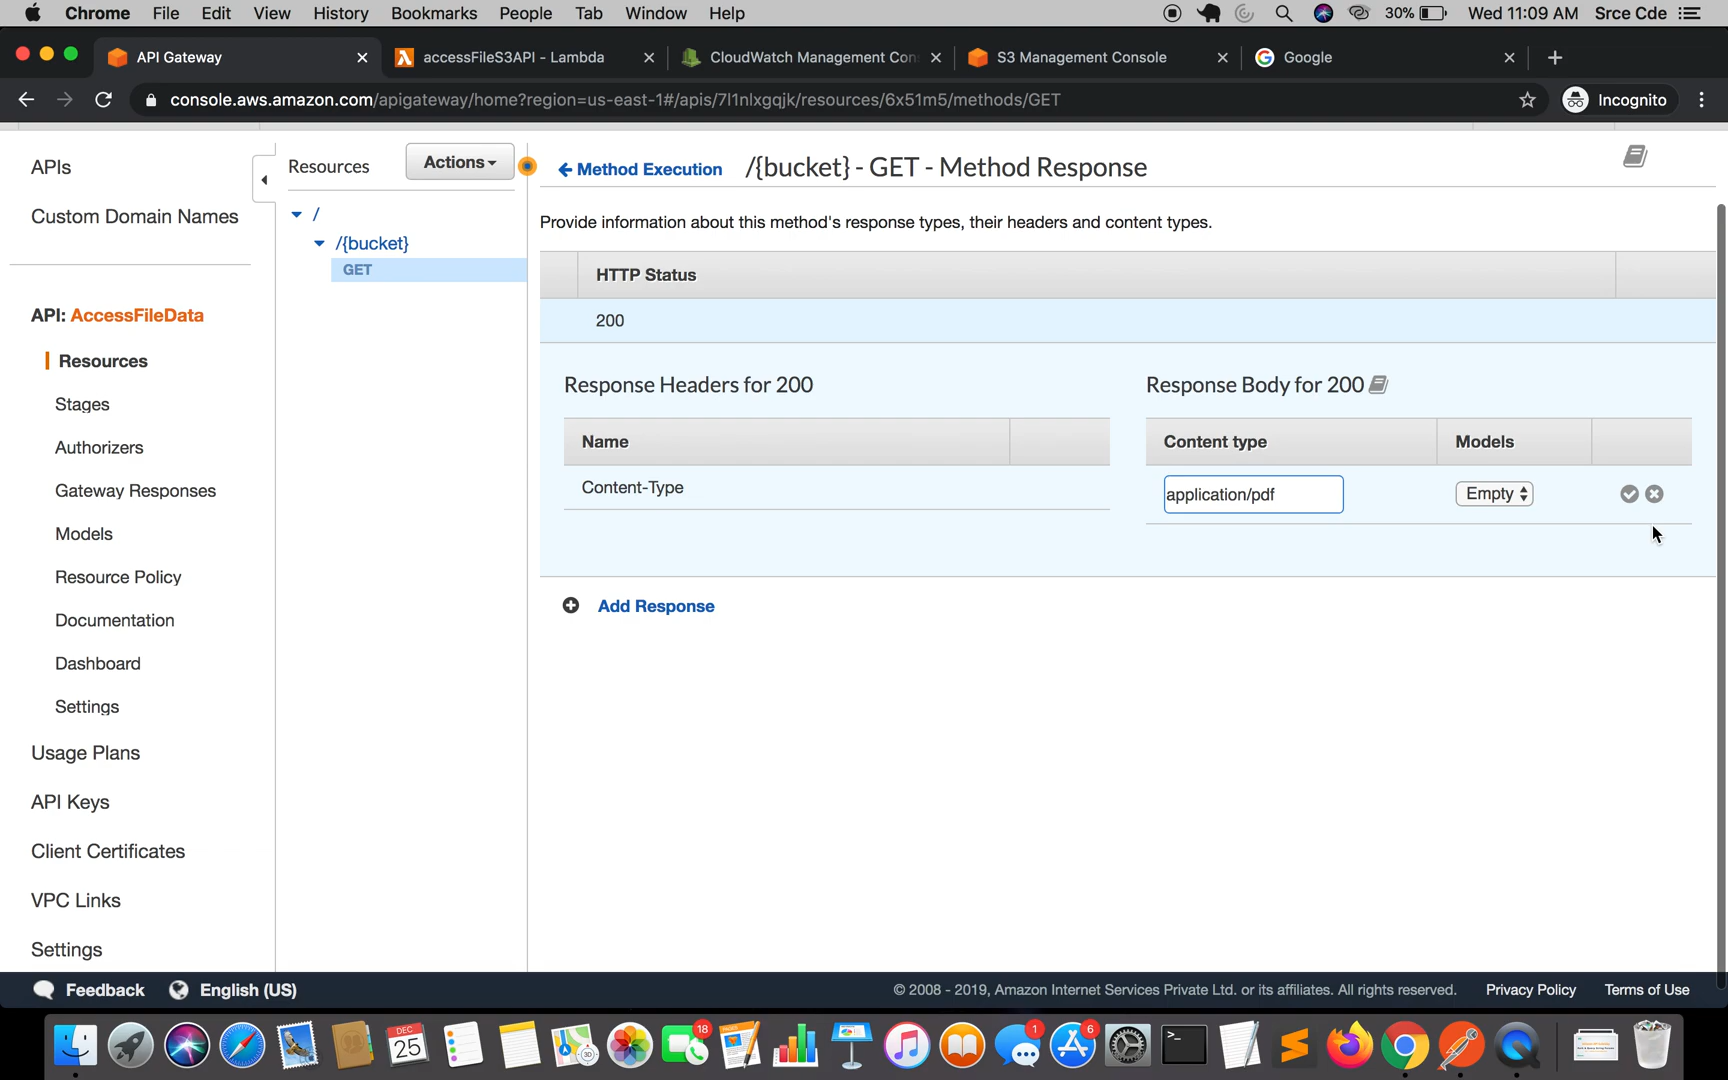 Chrome File Edit View History Bookmarks People Tab Window Help 30% Wed 11:09 AM Srce Cde
API Gateway accessFileS3API - Lambda CloudWatch Management Con S3 Management Console Google
console.aws.amazon.com/apigateway/home?region=us-east-1#/apis/7l1nlxgqjk/resources/6x51m5/methods/GET Incognito
APIs
Custom Domain Names
API: AccessFileData
Resources
Stages
Authorizers
Gateway Responses
Models
Resource Policy
Documentation
Dashboard
Settings
Usage Plans
API Keys
Client Certificates
VPC Links
Settings
Resources Actions
/
/{bucket}
GET
Method Execution /{bucket} - GET - Method Response
Provide information about this method's response types, their headers and content types.
HTTP Status
200
Response Headers for 200
Name
Content-Type
Response Body for 200
Content type Models
application/pdf Empty
Add Response
Feedback English (US) © 2008 - 2019, Amazon Internet Services Private Ltd. or its affiliates. All rights reserved. Privacy Policy Terms of Use
DEC
25
18
1
6